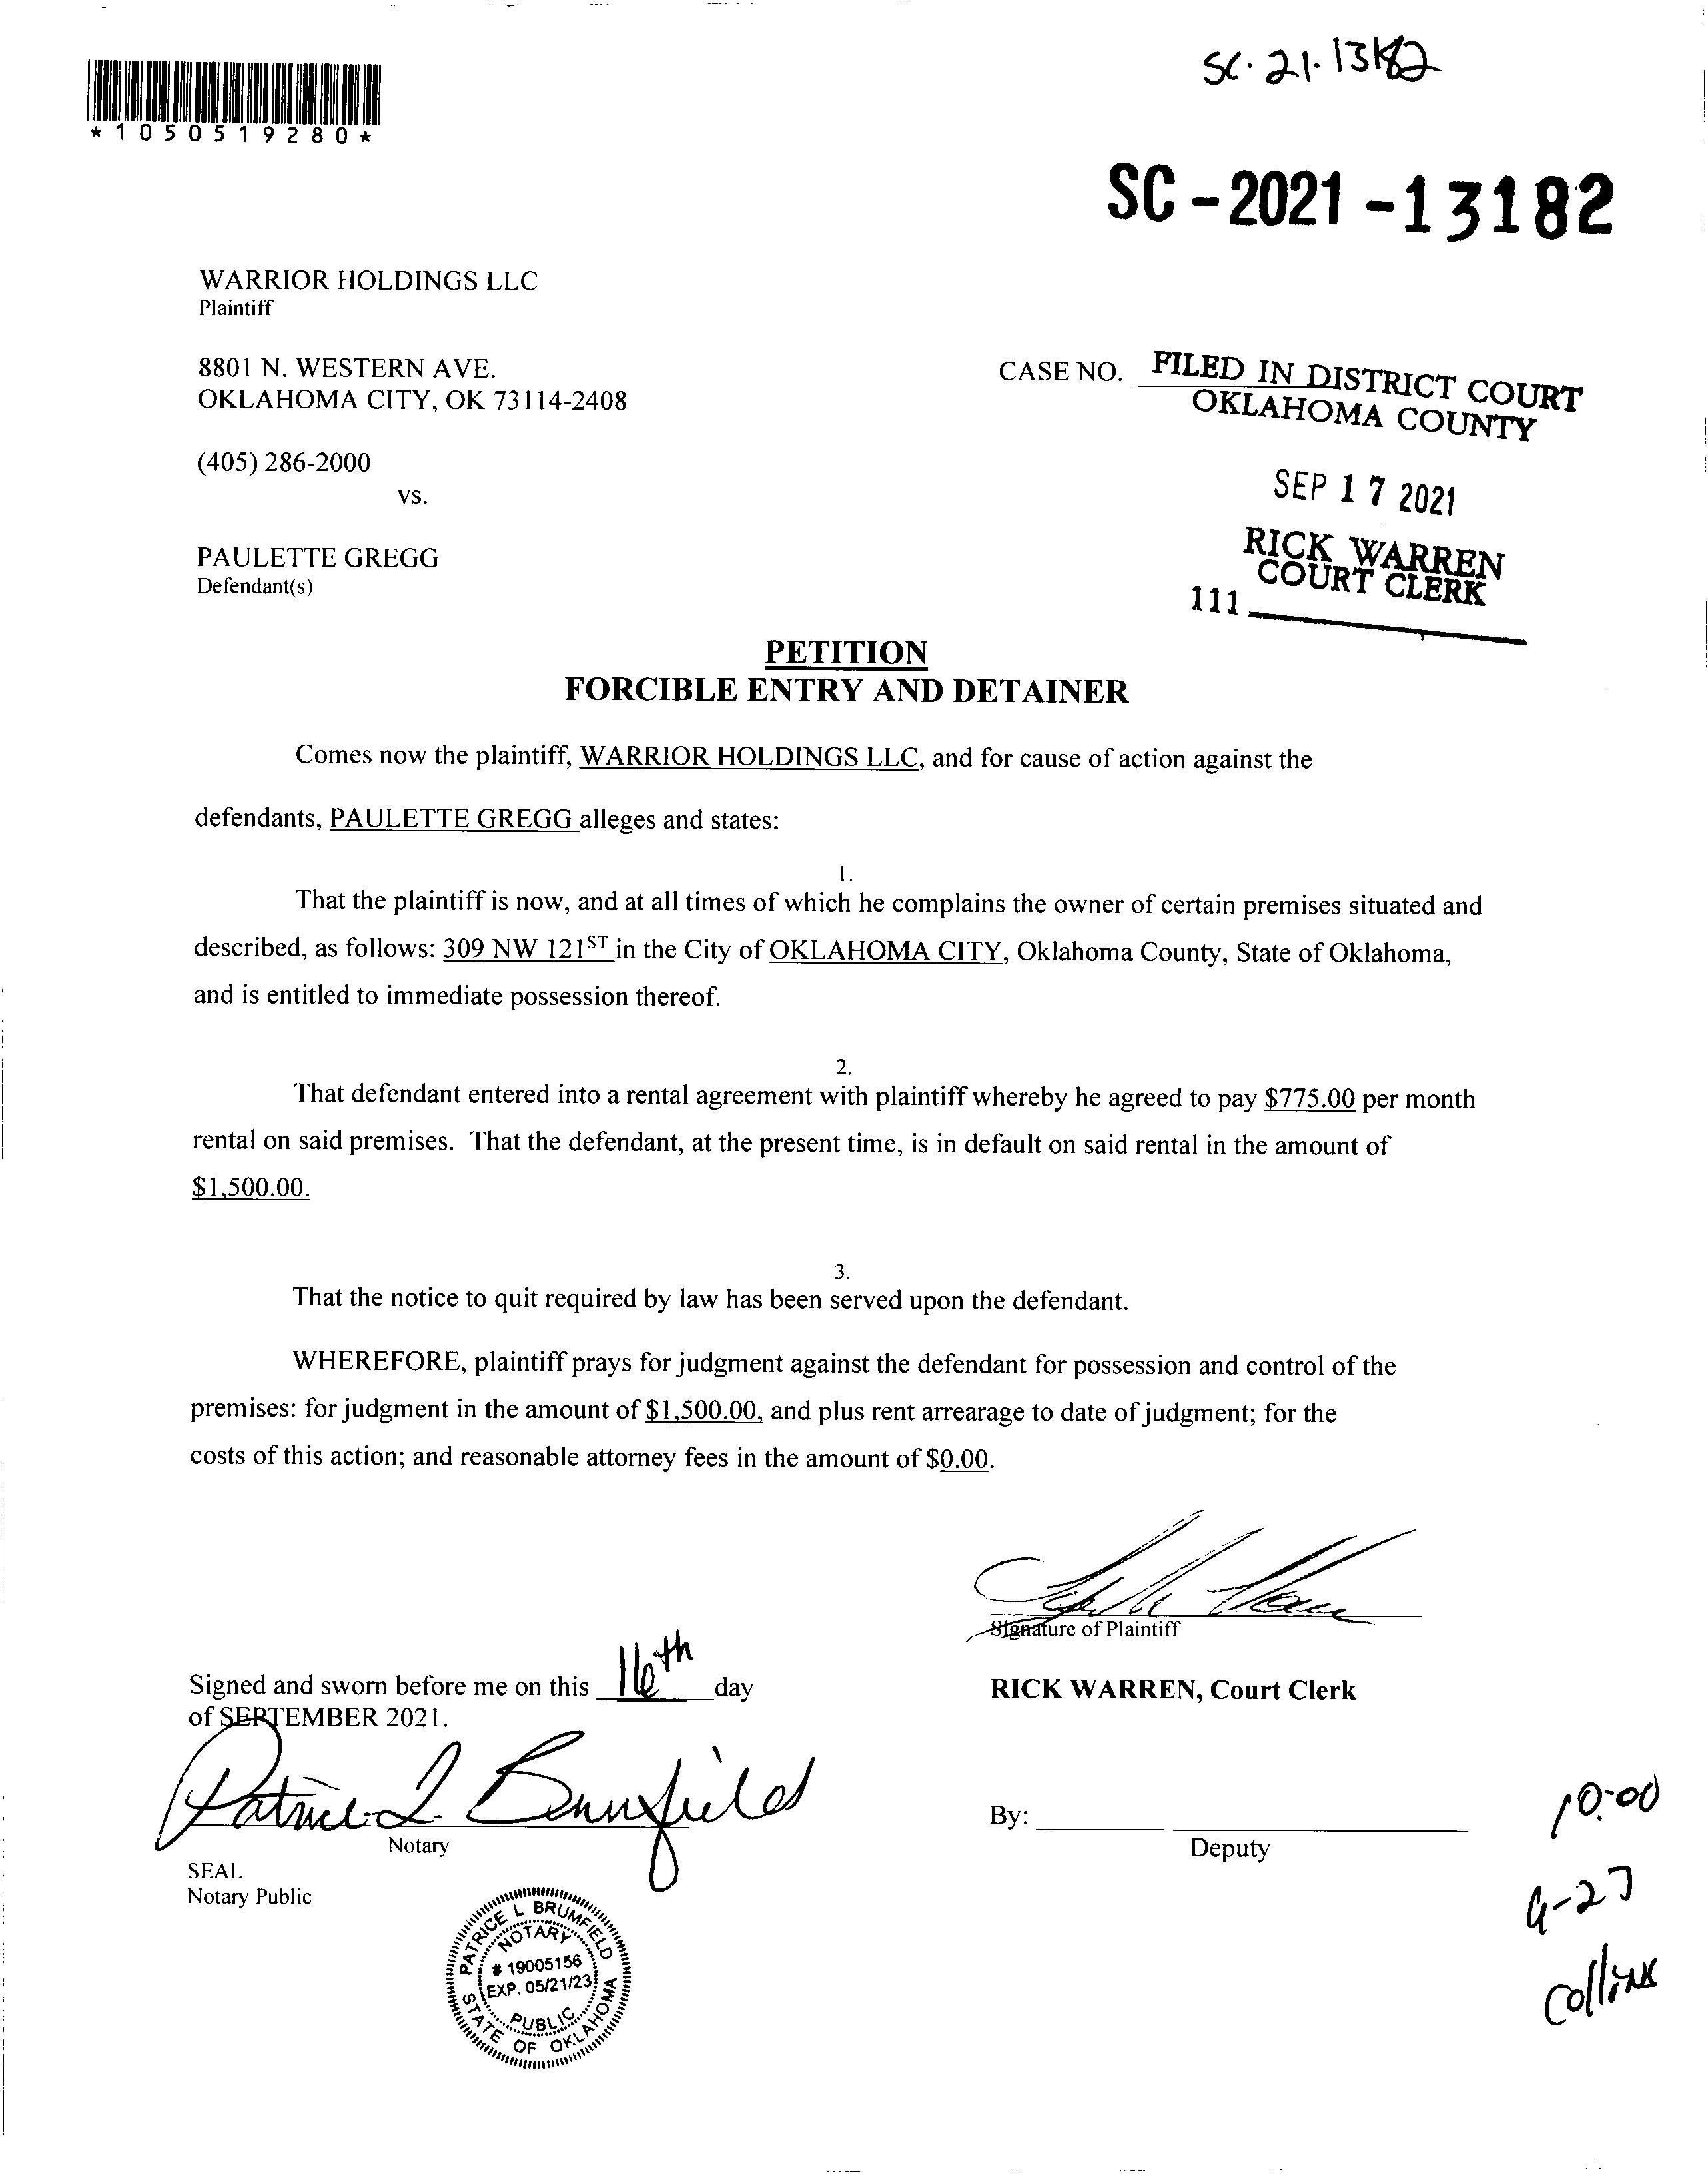 SC. 21. 13182
*1050519280*
SC-2021-13182
WARRIOR HOLDINGS LLC
Plaintiff
8801 N. WESTERN AVE.
OKLAHOMA CITY, OK 73114-2408
CASE NO. FILED IN DISTRICT COURT
OKLAHOMA COUNTY
(405) 286-2000
vs.
SEP 17 2021
RICK WARREN
COURT CLERK
111
PAULETTE GREGG
Defendant(s)
PETITION
FORCIBLE ENTRY AND DETAINER
Comes now the plaintiff, WARRIOR HOLDINGS LLC, and for cause of action against the
defendants, PAULETTE GREGG alleges and states:
1.
That the plaintiff is now, and at all times of which he complains the owner of certain premises situated and
described, as follows: 309 NW 121ST in the City of OKLAHOMA CITY, Oklahoma County, State of Oklahoma,
and is entitled to immediate possession thereof.
2.
That defendant entered into a rental agreement with plaintiff whereby he agreed to pay $775.00 per month
rental on said premises. That the defendant, at the present time, is in default on said rental in the amount of
$1,500.00.
3.
That the notice to quit required by law has been served upon the defendant.
WHEREFORE, plaintiff prays for judgment against the defendant for possession and control of the
premises: for judgment in the amount of $1,500.00, and plus rent arrearage to date of judgment; for the
costs of this action; and reasonable attorney fees in the amount of $0.00.
Signature of Plaintiff
Signed and sworn before me on this 16th day
of SEPTEMBER 2021.
RICK WARREN, Court Clerk
Patrice L Brumfield
Notary
SEAL
Notary Public
By:
Deputy
10:00
9-27
Collins
PATRICE L BRUMFIELD
NOTARY
# 19005156
EXP. 05/21/23
PUBLIC
STATE OF OKLAHOMA